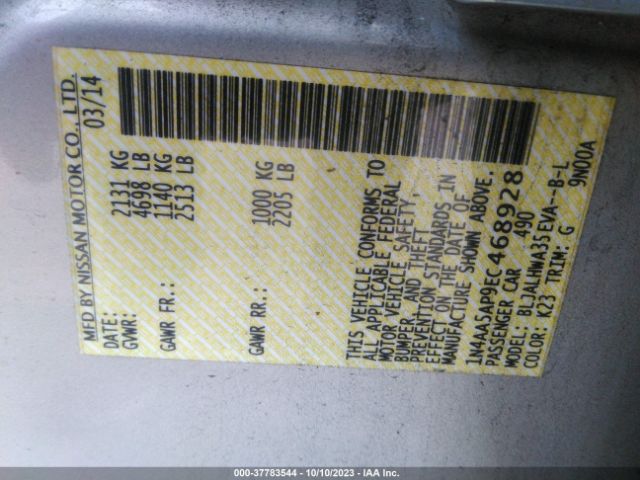 MFD BY NISSAN MOTOR CO., LTD.
DATE: 03/14
GVWR: 2131 KG
4698 LB
GAWR FR.: 1140 KG
2513 LB
GAWR RR.: 1000 KG
2205 LB
THIS VEHICLE CONFORMS TO
ALL APPLICABLE FEDERAL
MOTOR VEHICLE SAFETY,
BUMPER, AND THEFT
PREVENTION STANDARDS IN
EFFECT ON THE DATE OF
MANUFACTURE SHOWN ABOVE.
1N4AA5AP9EC468928
PASSENGER CAR 490
MODEL: BLJALHWA35EVA--B-L
COLOR: K23 TRIM: G 9N00A
000-37783544 - 10/10/2023 - IAA Inc.